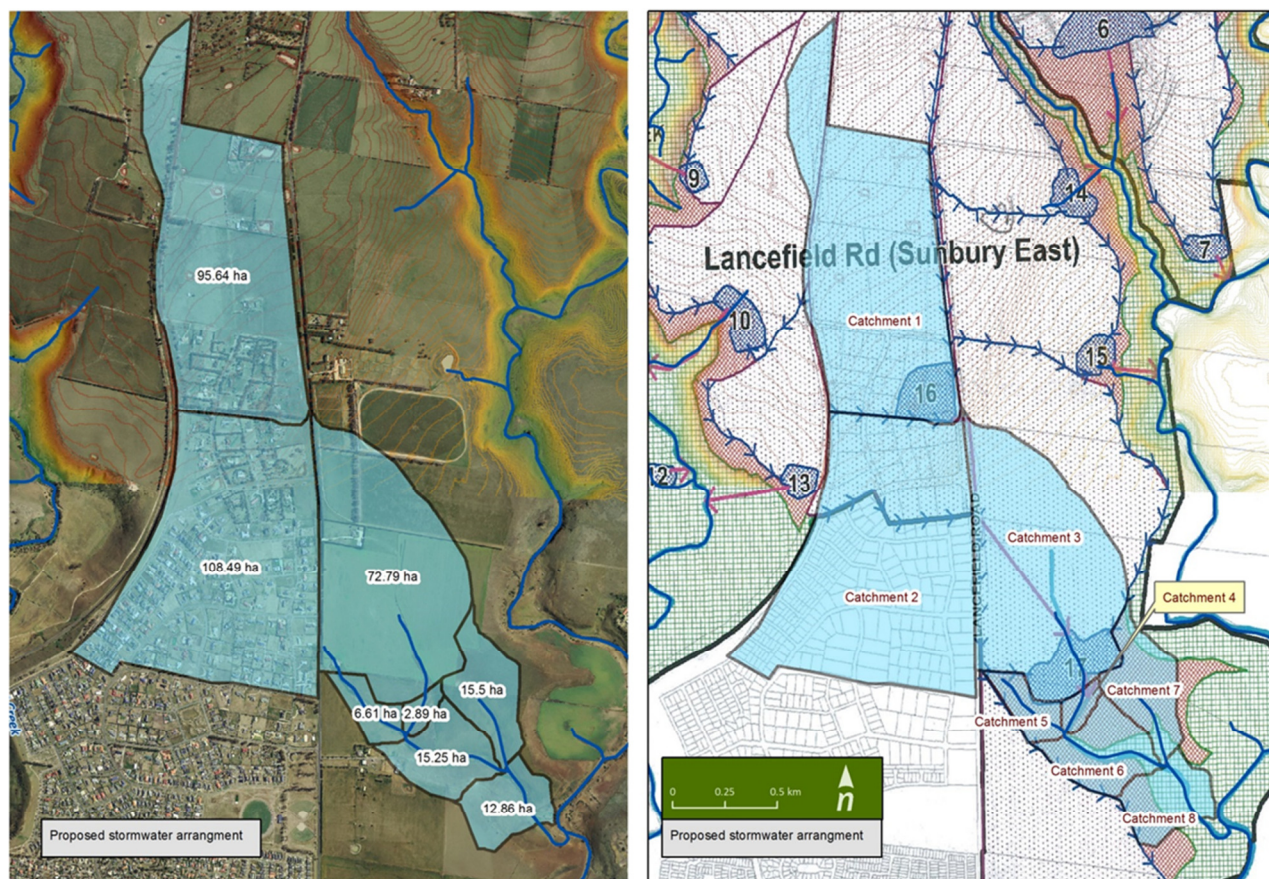 95.64 ha
108.49 ha
72.79 ha
15.5 ha
6.61 ha
2.89 ha
15.25 ha
12.86 ha
Creek
Proposed stormwater arrangment
6
9
14
7
Lancefield Rd (Sunbury East)
10
Catchment 1
15
16
2
13
Catchment 3
LANCEFIELD ROAD
Catchment 4
Catchment 2
1
Catchment 7
Catchment 5
Catchment 6
Catchment 8
0 0.25 0.5 km
n
Proposed stormwater arrangment